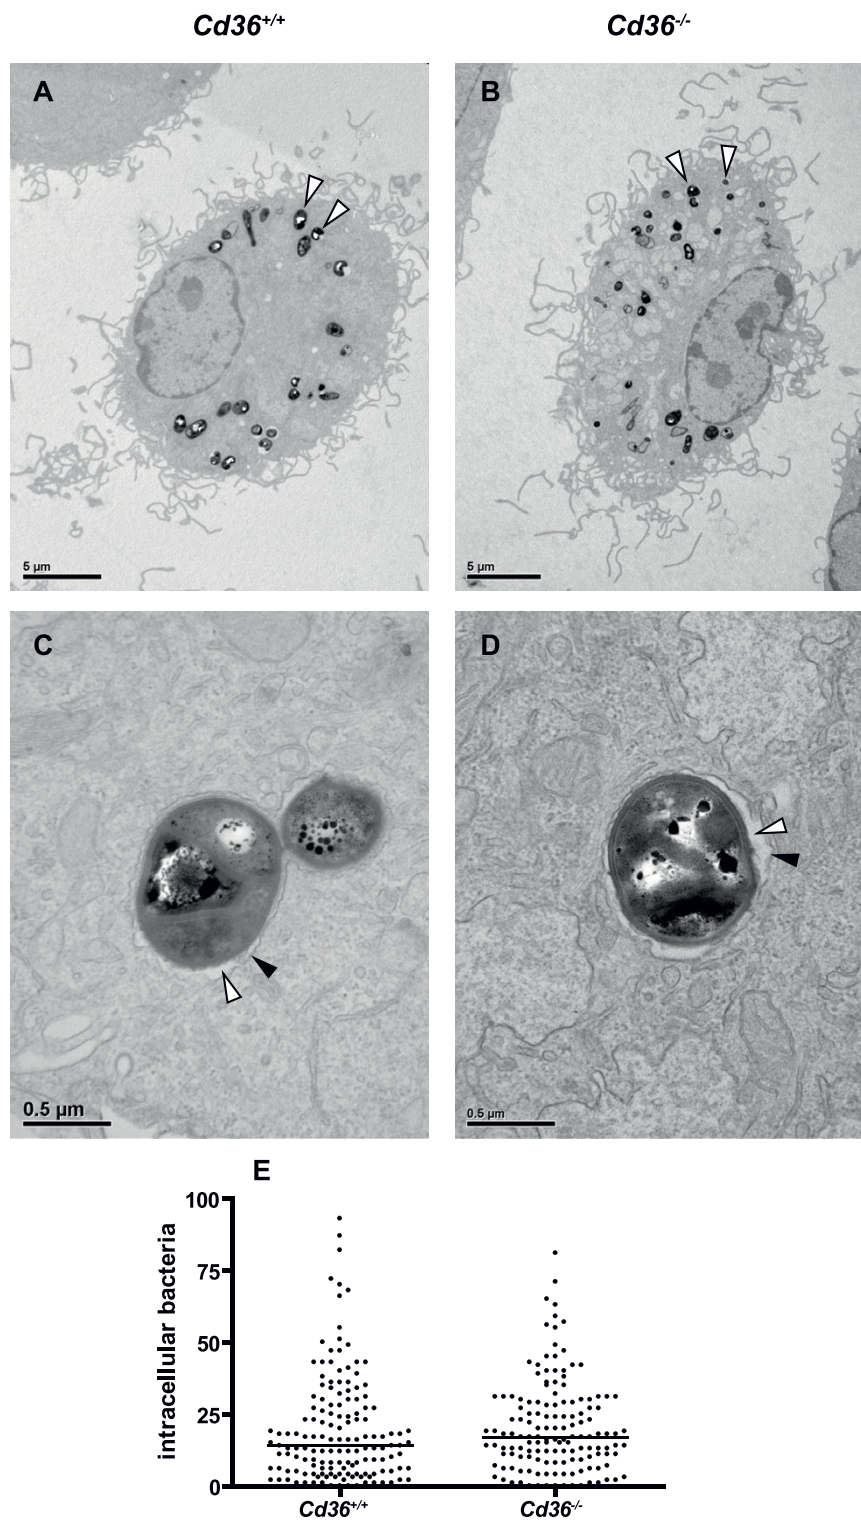 Cd36+/+ Cd36-/-
A B
5 µm 5 µm
C D
0.5 µm 0.5 µm
E
100
75
50
25
0
intracellular bacteria
Cd36+/+ Cd36-/-